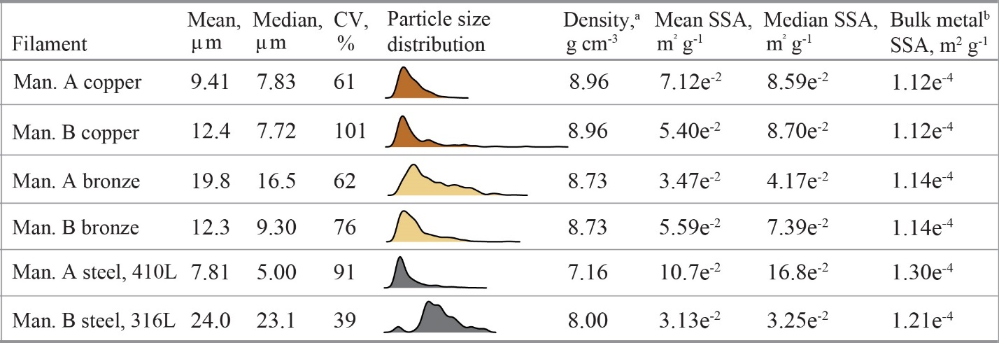 Filament Mean, μm Median, μm CV, % Particle size distribution Density,ᵃ g cm⁻³ Mean SSA, m² g⁻¹ Median SSA, m² g⁻¹ Bulk metalᵇ SSA, m² g⁻¹
Man. A copper 9.41 7.83 61 8.96 7.12e⁻² 8.59e⁻² 1.12e⁻⁴
Man. B copper 12.4 7.72 101 8.96 5.40e⁻² 8.70e⁻² 1.12e⁻⁴
Man. A bronze 19.8 16.5 62 8.73 3.47e⁻² 4.17e⁻² 1.14e⁻⁴
Man. B bronze 12.3 9.30 76 8.73 5.59e⁻² 7.39e⁻² 1.14e⁻⁴
Man. A steel, 410L 7.81 5.00 91 7.16 10.7e⁻² 16.8e⁻² 1.30e⁻⁴
Man. B steel, 316L 24.0 23.1 39 8.00 3.13e⁻² 3.25e⁻² 1.21e⁻⁴